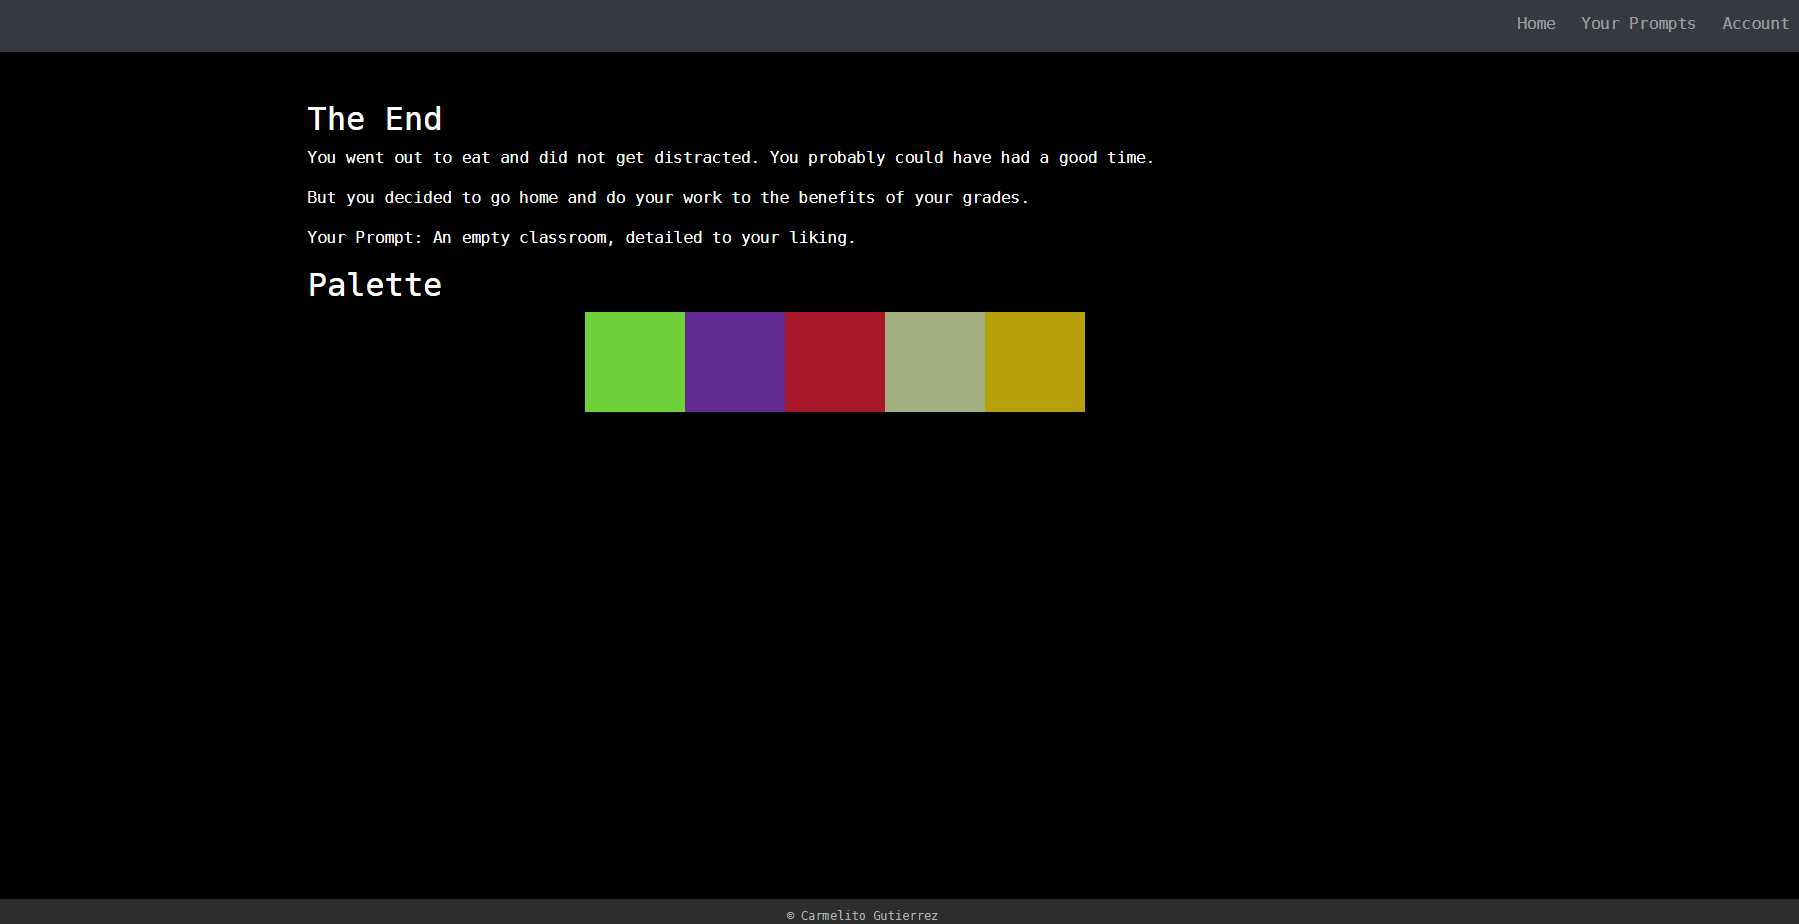 Home Your Prompts Account
The End
You went out to eat and did not get distracted. You probably could have had a good time.
But you decided to go home and do your work to the benefits of your grades.
Your Prompt: An empty classroom, detailed to your liking.
Palette
© Carmelito Gutierrez